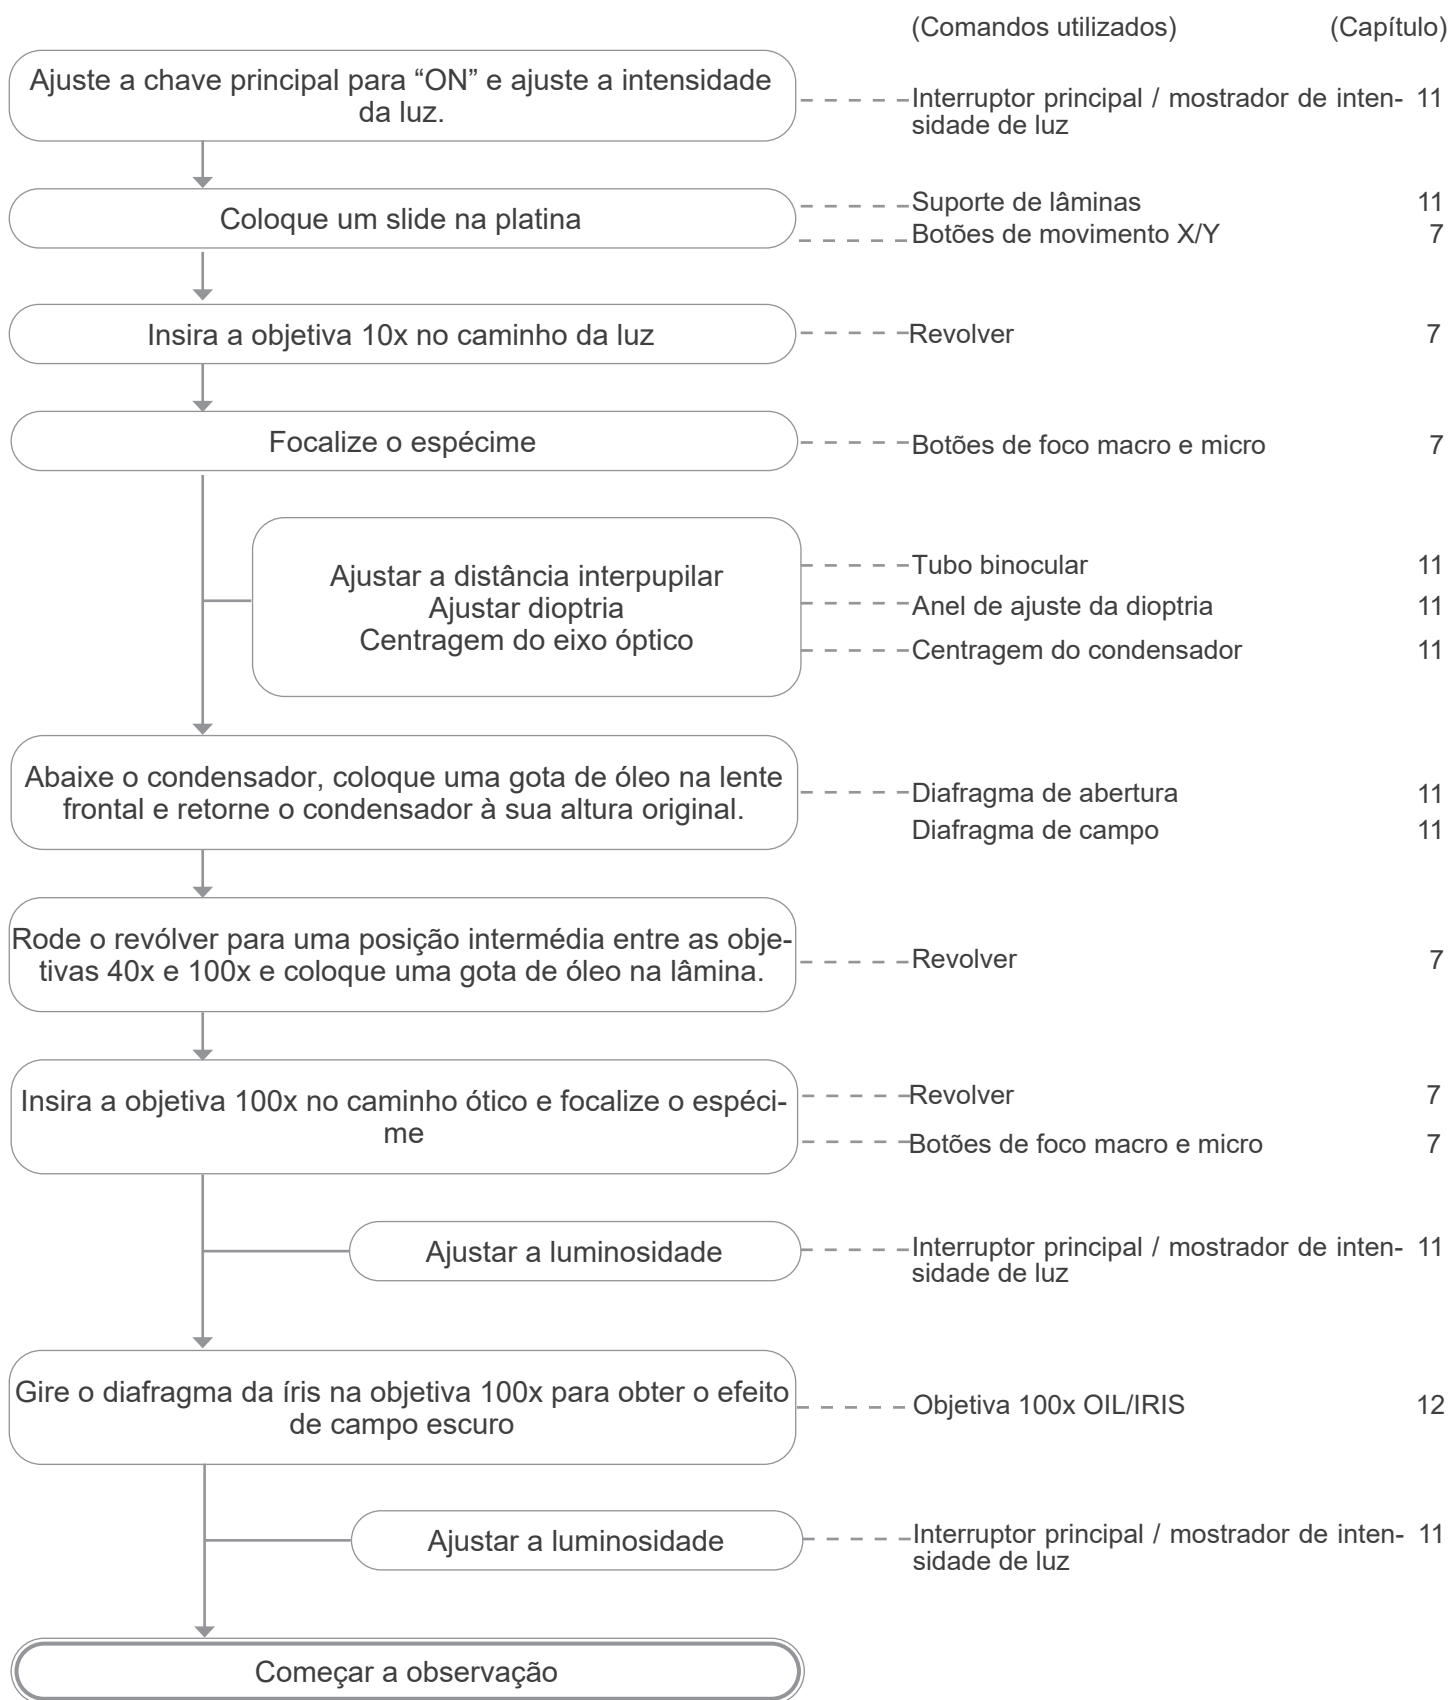 (Comandos utilizados) (Capítulo)
Ajuste a chave principal para “ON” e ajuste a intensidade
da luz.
Interruptor principal / mostrador de inten- 11
sidade de luz
Coloque um slide na platina
Suporte de lâminas 11
Botões de movimento X/Y 7
Insira a objetiva 10x no caminho da luz
Revolver 7
Focalize o espécime
Botões de foco macro e micro 7
Ajustar a distância interpupilar
Ajustar dioptria
Centragem do eixo óptico
Tubo binocular 11
Anel de ajuste da dioptria 11
Centragem do condensador 11
Abaixe o condensador, coloque uma gota de óleo na lente
frontal e retorne o condensador à sua altura original.
Diafragma de abertura 11
Diafragma de campo 11
Rode o revólver para uma posição intermédia entre as obje-
tivas 40x e 100x e coloque uma gota de óleo na lâmina.
Revolver 7
Insira a objetiva 100x no caminho ótico e focalize o espéci-
me
Revolver 7
Botões de foco macro e micro 7
Ajustar a luminosidade
Interruptor principal / mostrador de inten- 11
sidade de luz
Gire o diafragma da íris na objetiva 100x para obter o efeito
de campo escuro
Objetiva 100x OIL/IRIS 12
Ajustar a luminosidade
Interruptor principal / mostrador de inten- 11
sidade de luz
Começar a observação